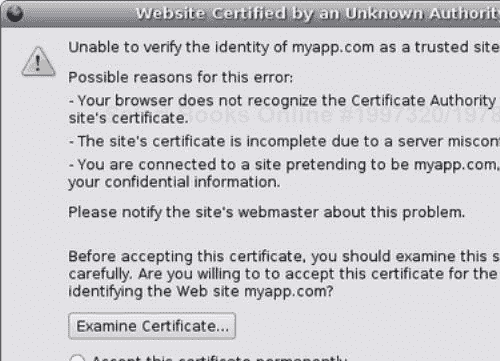 Website Certified by an Unknown Authorit
Unable to verify the identity of myapp.com as a trusted site
Possible reasons for this error:
- Your browser does not recognize the Certificate Authority
site's certificate.
Books Online #1997320/1978
- The site's certificate is incomplete due to a server miscon
- You are connected to a site pretending to be myapp.com,
your confidential information.
Please notify the site's webmaster about this problem.
Before accepting this certificate, you should examine this s
carefully. Are you willing to to accept this certificate for the
identifying the Web site myapp.com?
Examine Certificate...
Accept this certificate permanently